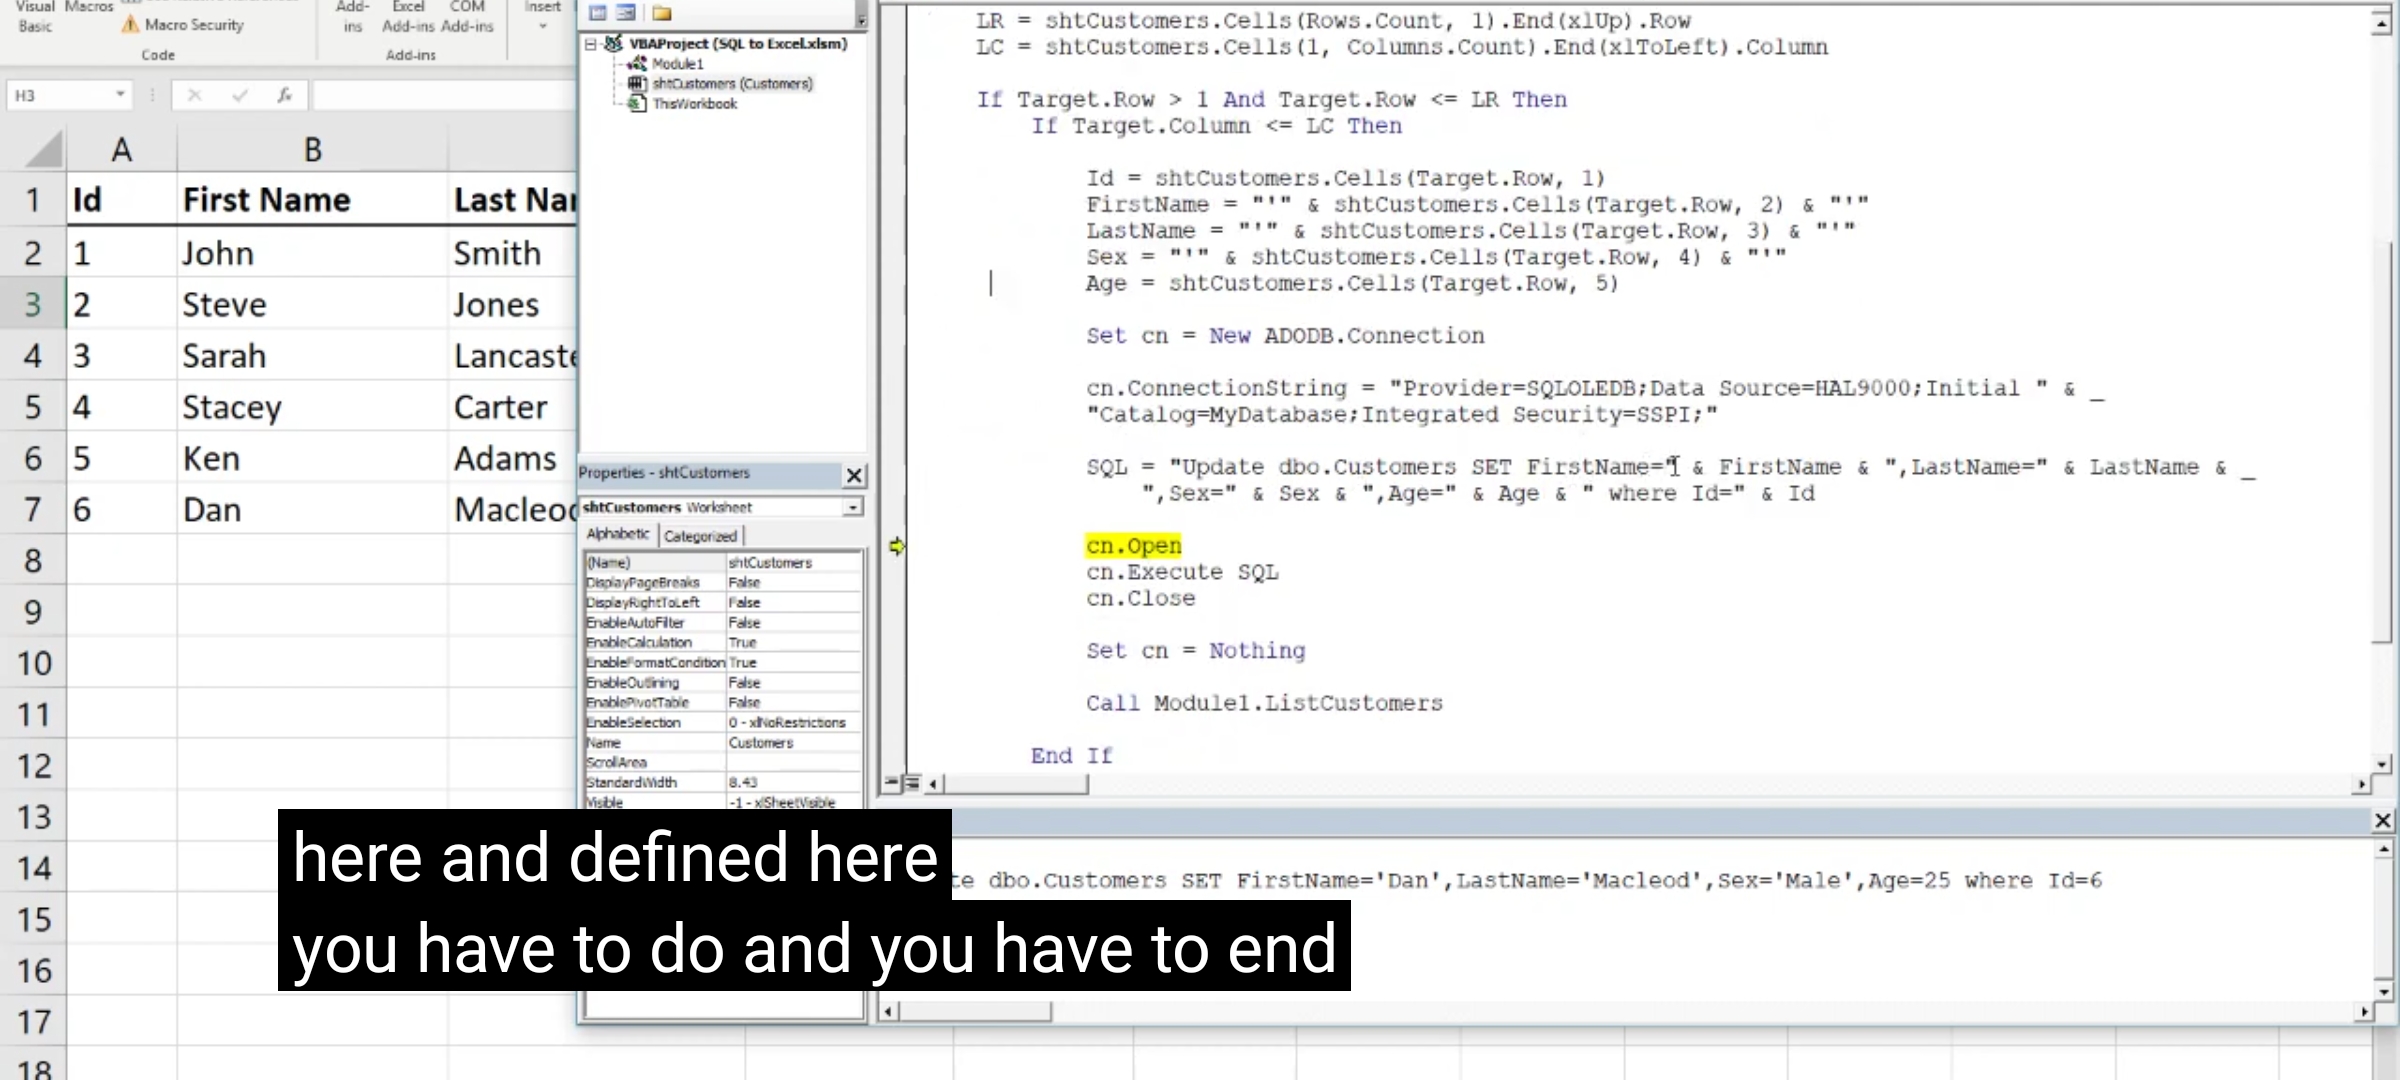 Visual Macros
Basic
Macro Security
Code
Add-
ins
Excel
Add-ins
COM
Add-ins
Add-ins
Insert
H3
A B
1 Id First Name Last Nar
2 1 John Smith
3 2 Steve Jones
4 3 Sarah Lancaste
5 4 Stacey Carter
6 5 Ken Adams
7 6 Dan Macleod
8
9
10
11
12
13
14
15
16
17
18
VBAProject (SQL to Excel.xlsm)
Module1
shtCustomers (Customers)
ThisWorkbook
Properties - shtCustomers
shtCustomers Worksheet
Alphabetic Categorized
(Name) shtCustomers
DisplayPageBreaks False
DisplayRightToLeft False
EnableAutoFilter False
EnableCalculation True
EnableFormatCondition True
EnableOutlining False
EnablePivotTable False
EnableSelection 0 - xlNoRestrictions
Name Customers
ScrollArea
StandardWidth 8.43
Visible -1 - xlSheetVisible
LR = shtCustomers.Cells(Rows.Count, 1).End(xlUp).Row
LC = shtCustomers.Cells(1, Columns.Count).End(xlToLeft).Column
If Target.Row > 1 And Target.Row <= LR Then
If Target.Column <= LC Then
Id = shtCustomers.Cells(Target.Row, 1)
FirstName = "'" & shtCustomers.Cells(Target.Row, 2) & "'"
LastName = "'" & shtCustomers.Cells(Target.Row, 3) & "'"
Sex = "'" & shtCustomers.Cells(Target.Row, 4) & "'"
Age = shtCustomers.Cells(Target.Row, 5)
Set cn = New ADODB.Connection
cn.ConnectionString = "Provider=SQLOLEDB;Data Source=HAL9000;Initial " & _
"Catalog=MyDatabase;Integrated Security=SSPI;"
SQL = "Update dbo.Customers SET FirstName=" & FirstName & ",LastName=" & LastName & _
",Sex=" & Sex & ",Age=" & Age & " where Id=" & Id
cn.Open
cn.Execute SQL
cn.Close
Set cn = Nothing
Call Module1.ListCustomers
End If
te dbo.Customers SET FirstName='Dan',LastName='Macleod',Sex='Male',Age=25 where Id=6
here and defined here
you have to do and you have to end